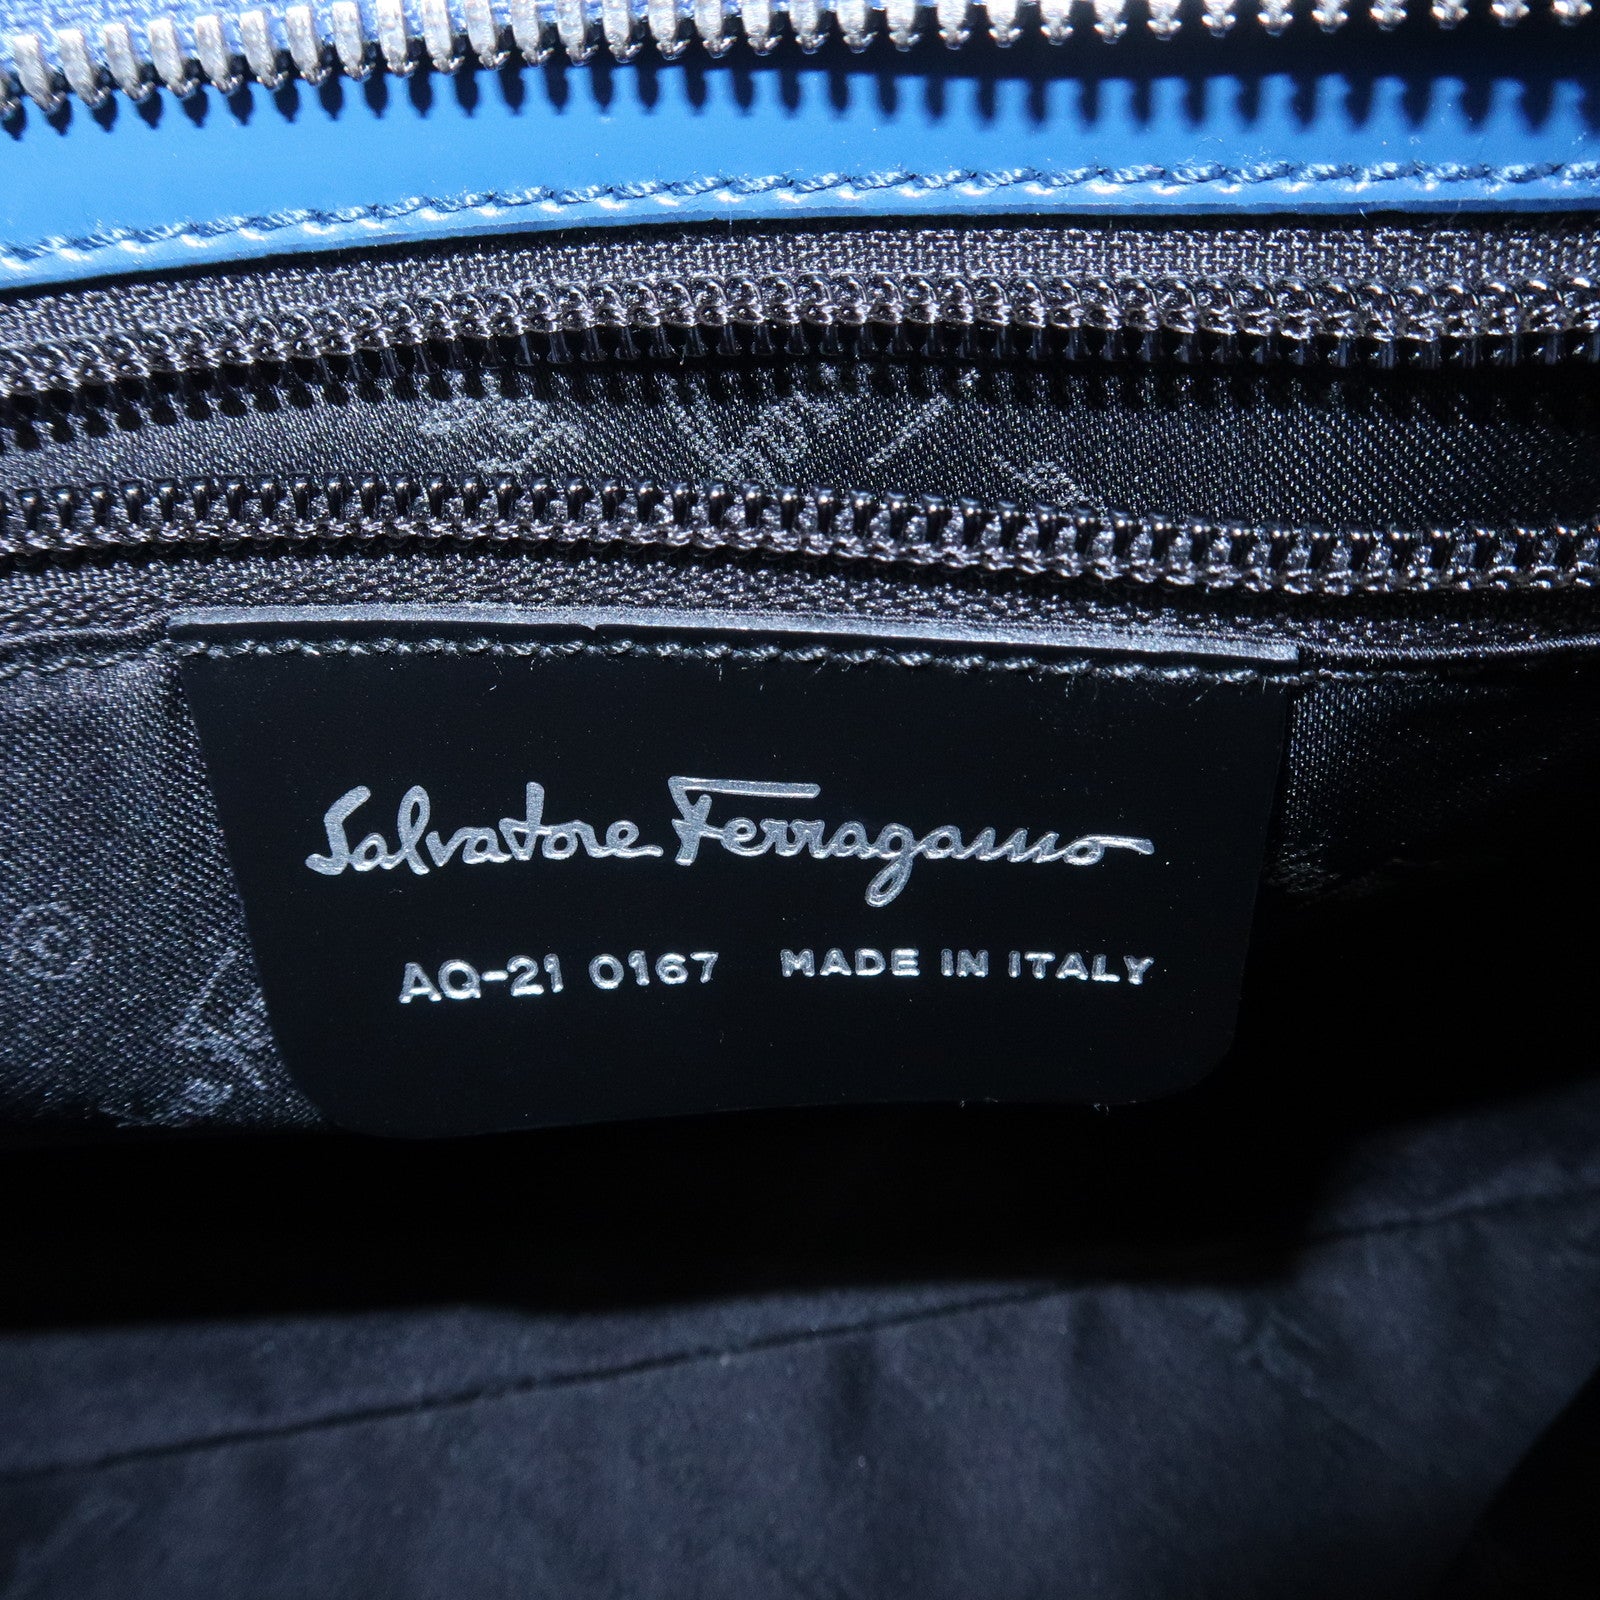 Salvatore Ferragamo
AQ-21 0167 MADE IN ITALY